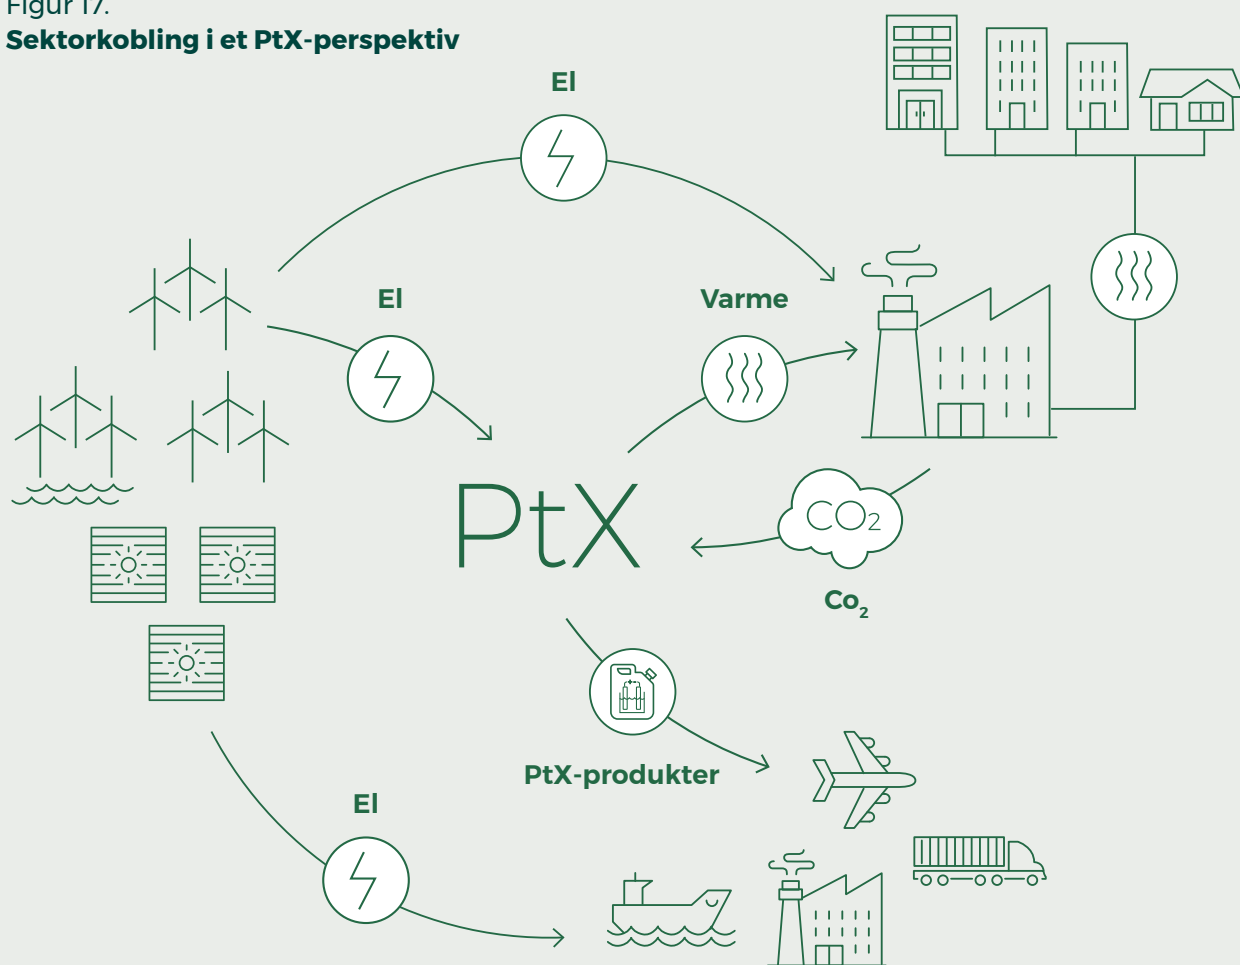 Figur 17.
Sektorkobling i et PtX-perspektiv
El
El
Varme
PtX
CO2
Co2
PtX-produkter
El